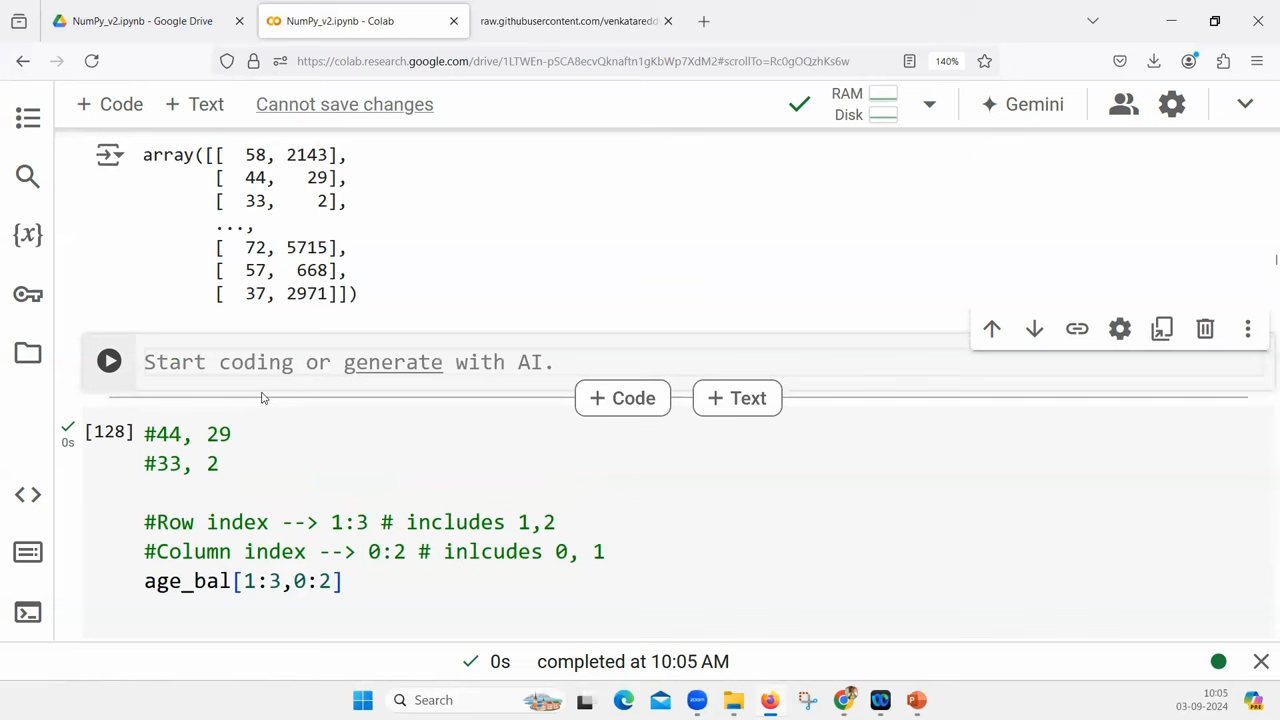 NumPy_v2.ipynb - Google Drive
NumPy_v2.ipynb - Colab
raw.githubusercontent.com/venkataredd
https://colab.research.google.com/drive/1LTWEn-pSCA8ecvQknaftn1gKbWp7XdM2#scrollTo=Rc0gOQzhKs6w
140%
+ Code + Text Cannot save changes
RAM
Disk
Gemini
array([[ 58, 2143],
[ 44, 29],
[ 33, 2],
...,
[ 72, 5715],
[ 57, 668],
[ 37, 2971]])
{x}
Start coding or generate with AI.
+ Code + Text
0s
[128] #44, 29
#33, 2
#Row index --> 1:3 # includes 1,2
#Column index --> 0:2 # inlcudes 0, 1
age_bal[1:3,0:2]
0s completed at 10:05 AM
Search
10:05
03-09-2024